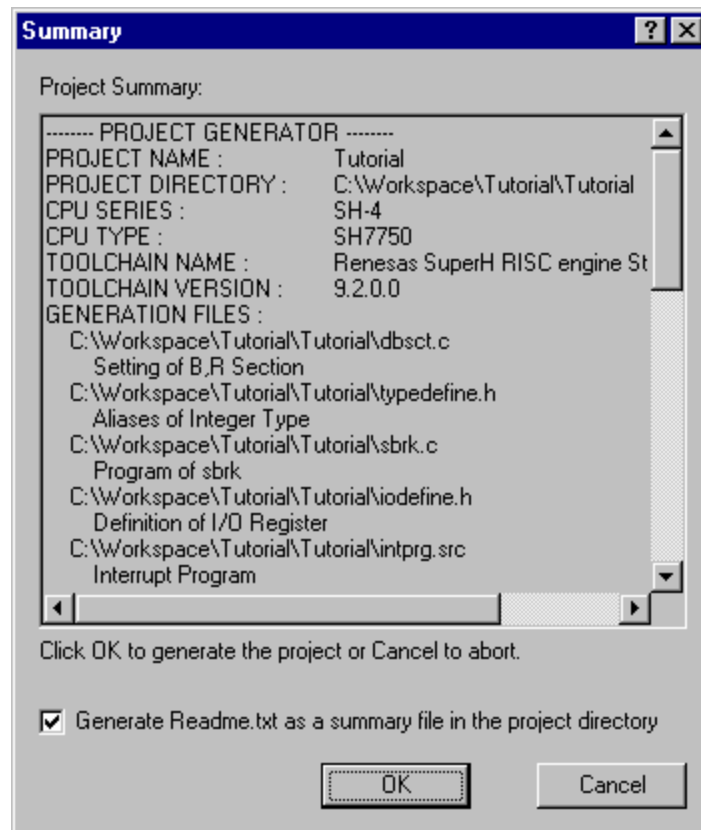 Summary
Project Summary:
-------- PROJECT GENERATOR --------
PROJECT NAME : Tutorial
PROJECT DIRECTORY : C:\Workspace\Tutorial\Tutorial
CPU SERIES : SH-4
CPU TYPE : SH7750
TOOLCHAIN NAME : Renesas SuperH RISC engine St
TOOLCHAIN VERSION : 9.2.0.0
GENERATION FILES :
C:\Workspace\Tutorial\Tutorial\dbsct.c
Setting of B,R Section
C:\Workspace\Tutorial\Tutorial\typedefine.h
Aliases of Integer Type
C:\Workspace\Tutorial\Tutorial\sbrk.c
Program of sbrk
C:\Workspace\Tutorial\Tutorial\iodefine.h
Definition of I/O Register
C:\Workspace\Tutorial\Tutorial\intprg.src
Interrupt Program
Click OK to generate the project or Cancel to abort.
Generate Readme.txt as a summary file in the project directory
OK Cancel